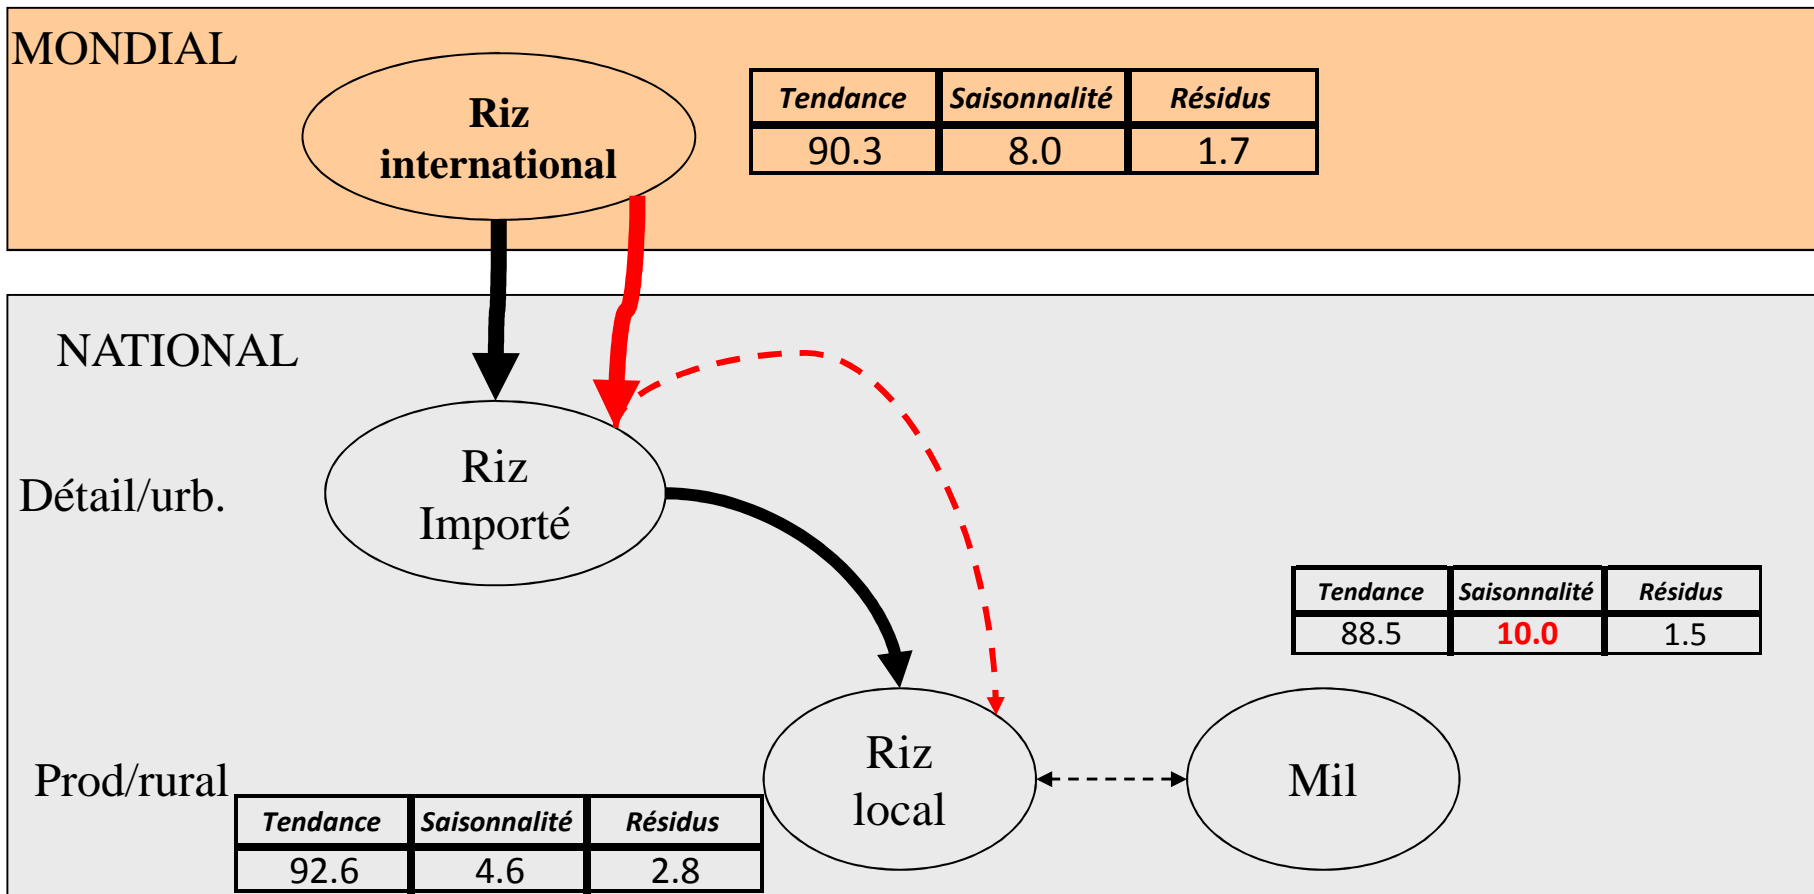 MONDIAL
Riz
international
Tendance Saisonnalité Résidus
90.3 8.0 1.7
NATIONAL
Détail/urb.
Riz
Importé
Tendance Saisonnalité Résidus
88.5 10.0 1.5
Prod/rural
Riz
local
Mil
Tendance Saisonnalité Résidus
92.6 4.6 2.8